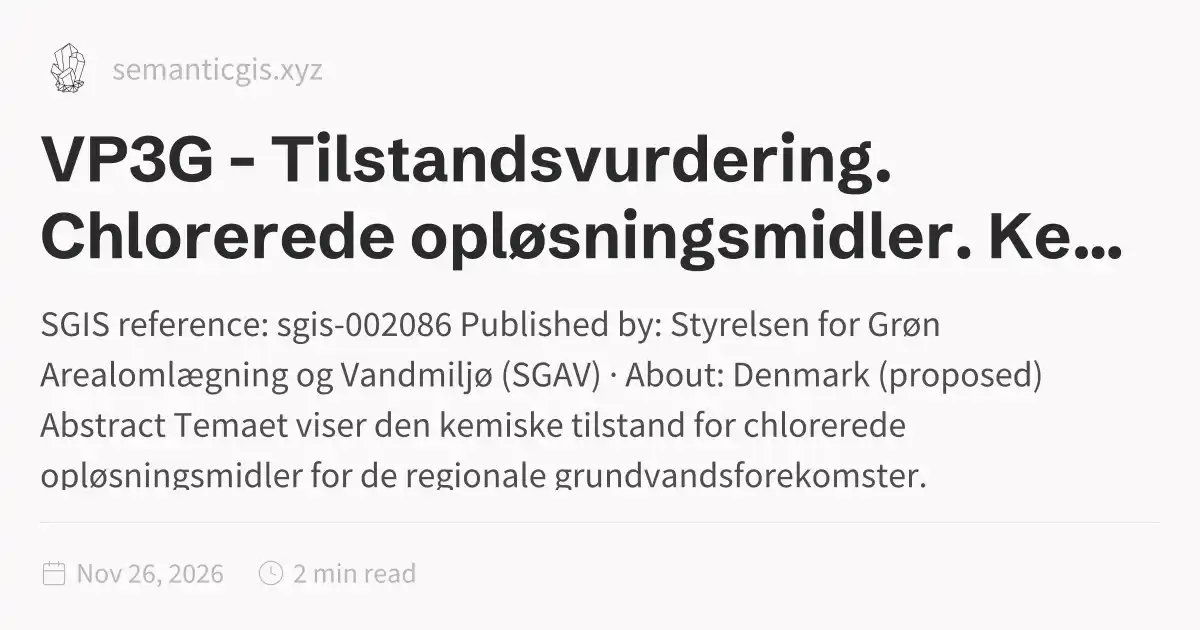 semanticgis.xyz
VP3G - Tilstandsvurdering.
Chlorerede opløsningsmidler. Ke...
SGIS reference: sgis-002086 Published by: Styrelsen for Grøn
Arealomlægning og Vandmiljø (SGAV) · About: Denmark (proposed)
Abstract Temaet viser den kemiske tilstand for chlorerede
opløsningsmidler for de regionale grundvandsforekomster.
Nov 26, 2026 2 min read